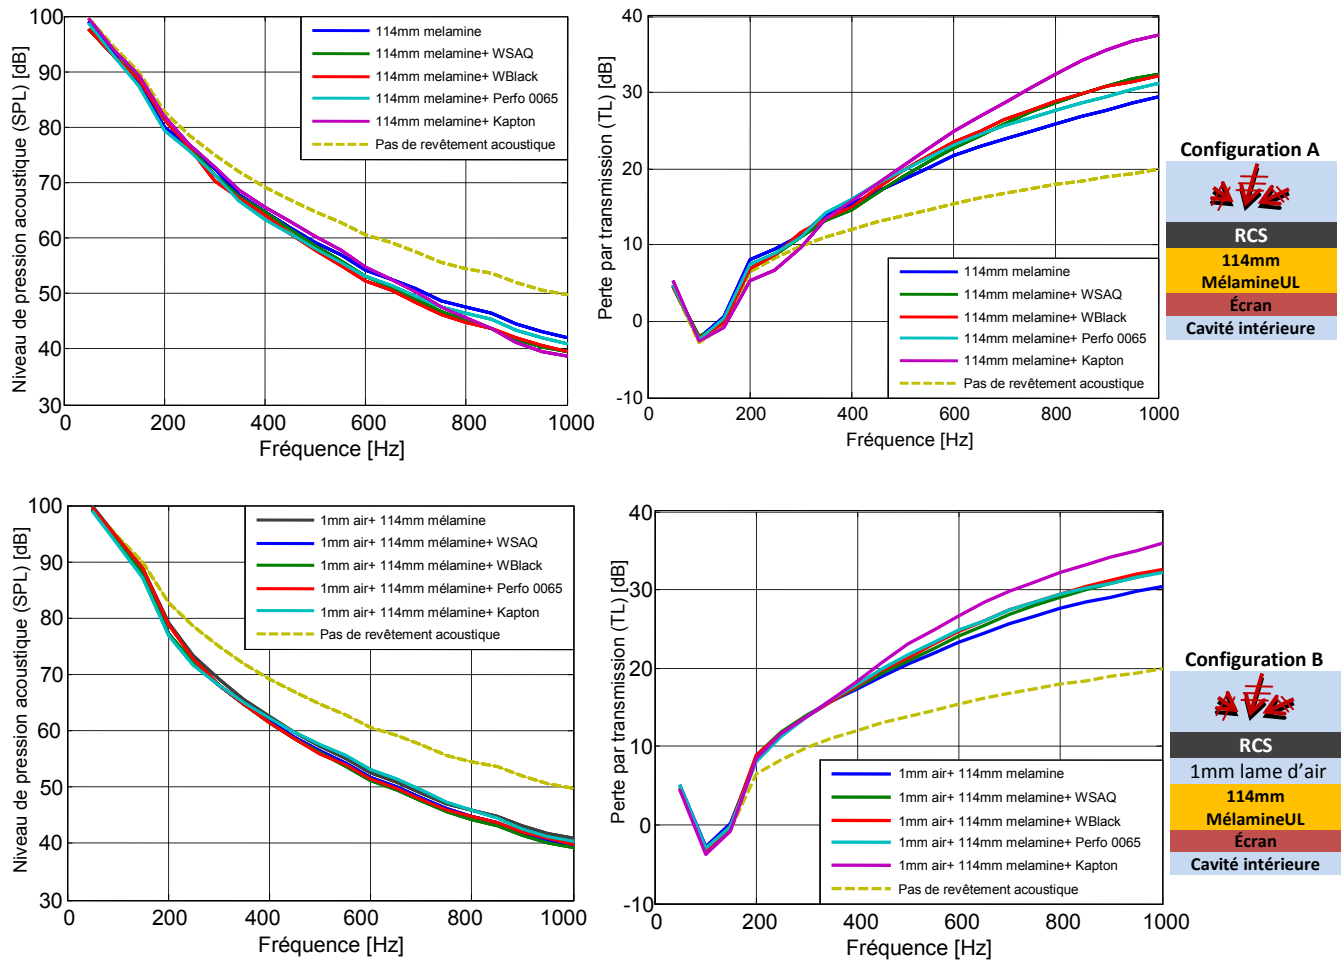 Niveau de pression acoustique (SPL) [dB]
100
90
80
70
60
50
40
30
0
200
400
600
800
1000
Fréquence [Hz]
114mm melamine
114mm melamine+ WSAQ
114mm melamine+ WBlack
114mm melamine+ Perfo 0065
114mm melamine+ Kapton
Pas de revêtement acoustique
Perte par transmission (TL) [dB]
40
30
20
10
0
-10
0
200
400
600
800
1000
Fréquence [Hz]
114mm melamine
114mm melamine+ WSAQ
114mm melamine+ WBlack
114mm melamine+ Perfo 0065
114mm melamine+ Kapton
Pas de revêtement acoustique
Configuration A
RCS
114mm
MélamineUL
Écran
Cavité intérieure
Niveau de pression acoustique (SPL) [dB]
100
90
80
70
60
50
40
30
0
200
400
600
800
1000
Fréquence [Hz]
1mm air+ 114mm mélamine
1mm air+ 114mm mélamine+ WSAQ
1mm air+ 114mm mélamine+ WBlack
1mm air+ 114mm mélamine+ Perfo 0065
1mm air+ 114mm mélamine+ Kapton
Pas de revêtement acoustique
Perte par transmission (TL) [dB]
40
30
20
10
0
-10
0
200
400
600
800
1000
Fréquence [Hz]
1mm air+ 114mm melamine
1mm air+ 114mm melamine+ WSAQ
1mm air+ 114mm melamine+ WBlack
1mm air+ 114mm melamine+ Perfo 0065
1mm air+ 114mm melamine+ Kapton
Pas de revêtement acoustique
Configuration B
RCS
1mm lame d'air
114mm
MélamineUL
Écran
Cavité intérieure